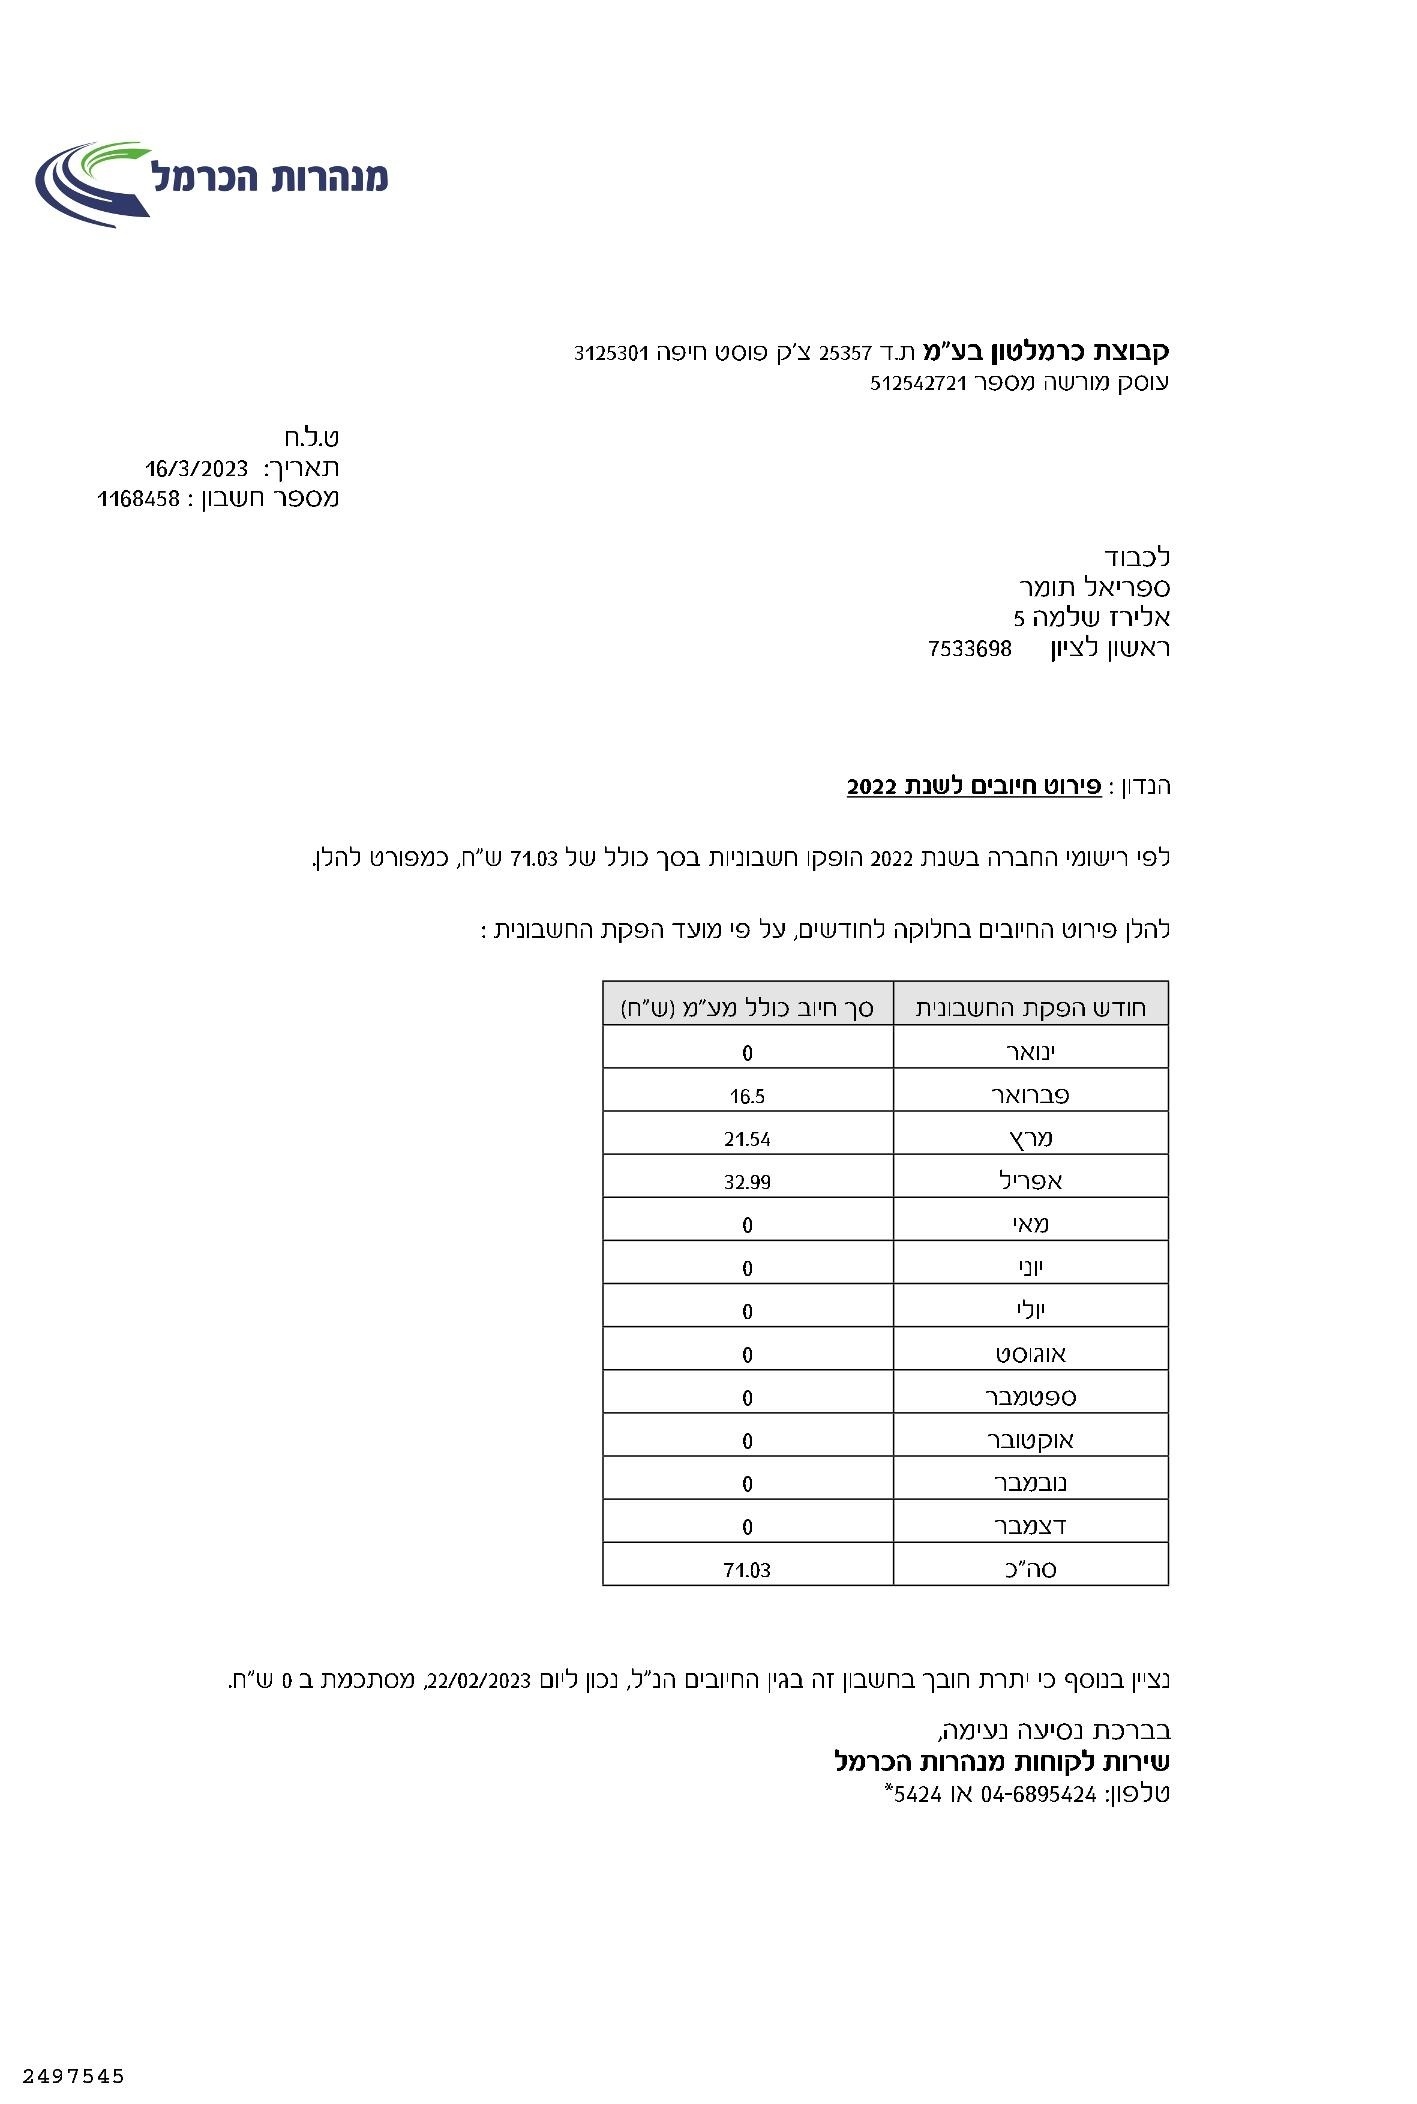 מנהרות הכרמל
קבוצת כרמלטון בע"מ ת.ד 25357 צ'ק פוסט חיפה 3125301
עוסק מורשה מספר 512542721
ט.ל.ח
תאריך: 16/3/2023
מספר חשבון : 1168458
לכבוד
ספריאל תומר
אלירז שלמה 5
ראשון לציון 7533698
הנדון : פירוט חיובים לשנת 2022
לפי רישומי החברה בשנת 2022 הופקו חשבוניות בסך כולל של 71.03 ש"ח, כמפורט להלן.
להלן פירוט החיובים בחלוקה לחודשים, על פי מועד הפקת החשבונית :
חודש הפקת החשבונית סך חיוב כולל מע"מ (ש"ח)
ינואר 0
פברואר 16.5
מרץ 21.54
אפריל 32.99
מאי 0
יוני 0
יולי 0
אוגוסט 0
ספטמבר 0
אוקטובר 0
נובמבר 0
דצמבר 0
סה"כ 71.03
נציין בנוסף כי יתרת חובך בחשבון זה בגין החיובים הנ"ל, נכון ליום 22/02/2023, מסתכמת ב 0 ש"ח.
בברכת נסיעה נעימה,
שירות לקוחות מנהרות הכרמל
טלפון: 04-6895424 או 5424*
2497545